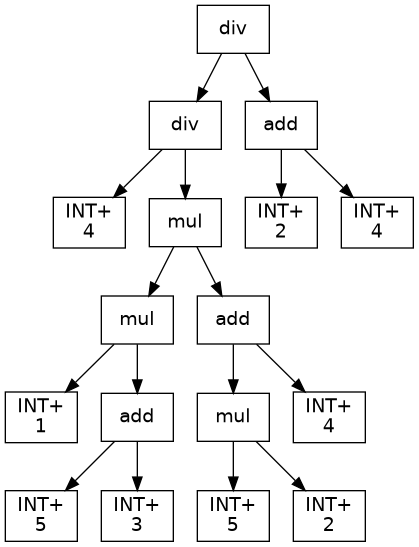 div
div
add
INT+
4
mul
INT+
2
INT+
4
mul
add
INT+
1
add
mul
INT+
4
INT+
5
INT+
3
INT+
5
INT+
2